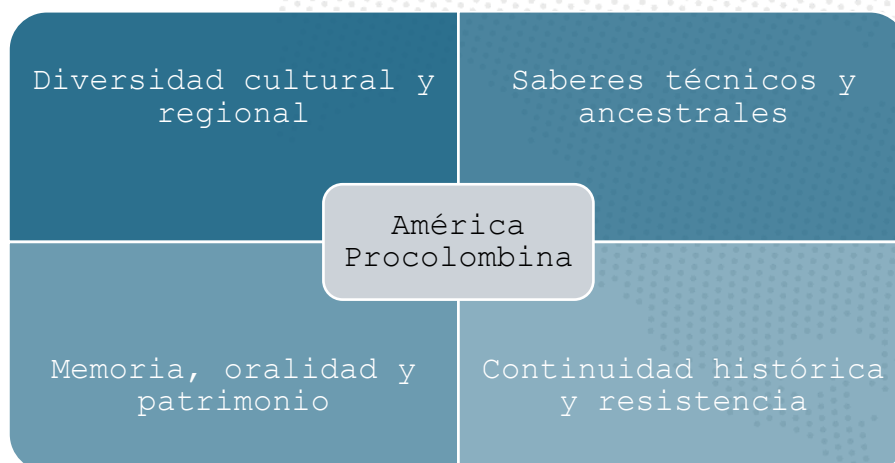 Diversidad cultural y
regional
Saberes técnicos y
ancestrales
América
Procolombina
Memoria, oralidad y
patrimonio
Continuidad histórica
y resistencia